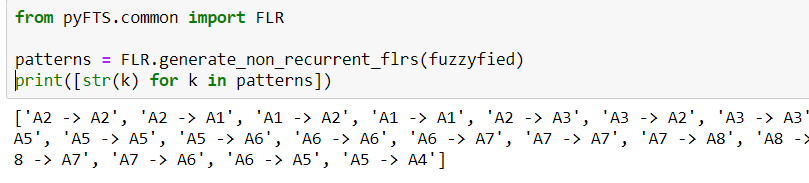 from pyFTS.common import FLR
patterns = FLR.generate_non_recurrent_flrs(fuzzyfied)
print([str(k) for k in patterns])
['A2 -> A2', 'A2 -> A1', 'A1 -> A2', 'A1 -> A1', 'A2 -> A3', 'A3 -> A2', 'A3 -> A3'
A5', 'A5 -> A5', 'A5 -> A6', 'A6 -> A6', 'A6 -> A7', 'A7 -> A7', 'A7 -> A8', 'A8 ->
8 -> A7', 'A7 -> A6', 'A6 -> A5', 'A5 -> A4']